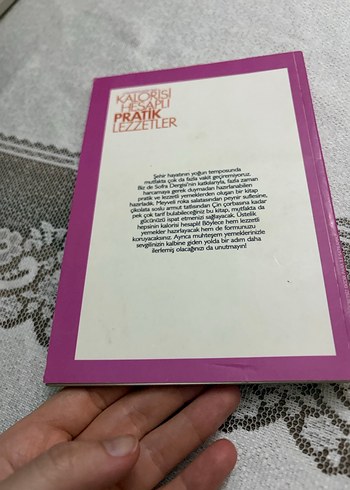 KALORİSİ
HESAPLI
PRATİK
LEZZETLER
Şehir hayatının yoğun temposunda
mutfakta çok da fazla vakit geçiremiyoruz.
Biz de Sofra Dergisi'nin katkılarıyla, fazla zaman
harcamaya gerek duymadan hazırlanabilen
pratik ve lezzetli yemeklerden oluşan bir kitap
hazırladık. Meyveli roka salatasından peynir suflesine,
çikolata soslu armut tatlısından Çin çorbasına kadar
pek çok tarif bulabileceğiniz bu kitap, mutfakta da
gücünüzü ispat etmenizi sağlayacak. Üstelik
hepsinin kalorisi hesaplı! Böylece hem lezzetli
yemekler hazırlayacak hem de formunuzu
koruyacaksınız. Ayrıca muhteşem yemeklerinizle
sevgilinizin kalbine giden yolda bir adım daha
ilerlemiş olacağınızı da unutmayın!